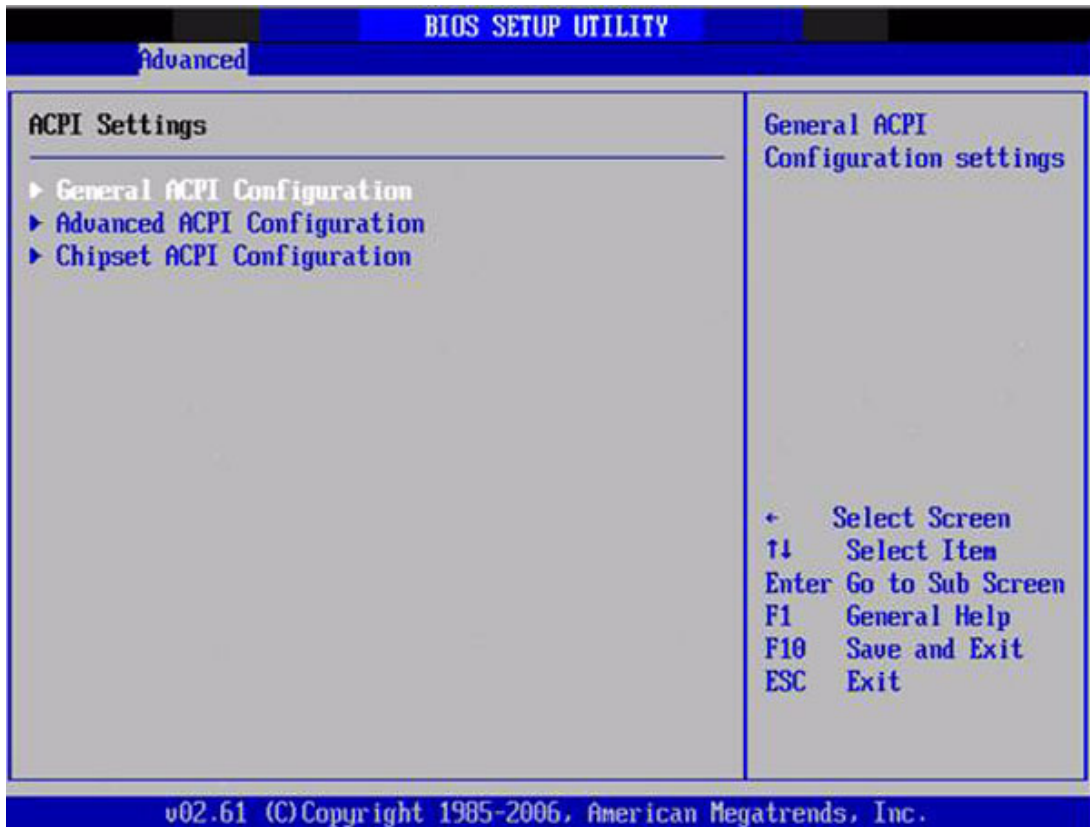 BIOS SETUP UTILITY
Advanced
ACPI Settings
▶ General ACPI Configuration
▶ Advanced ACPI Configuration
▶ Chipset ACPI Configuration
General ACPI
Configuration settings
← Select Screen
↑↓ Select Item
Enter Go to Sub Screen
F1 General Help
F10 Save and Exit
ESC Exit
v02.61 (C)Copyright 1985-2006, American Megatrends, Inc.